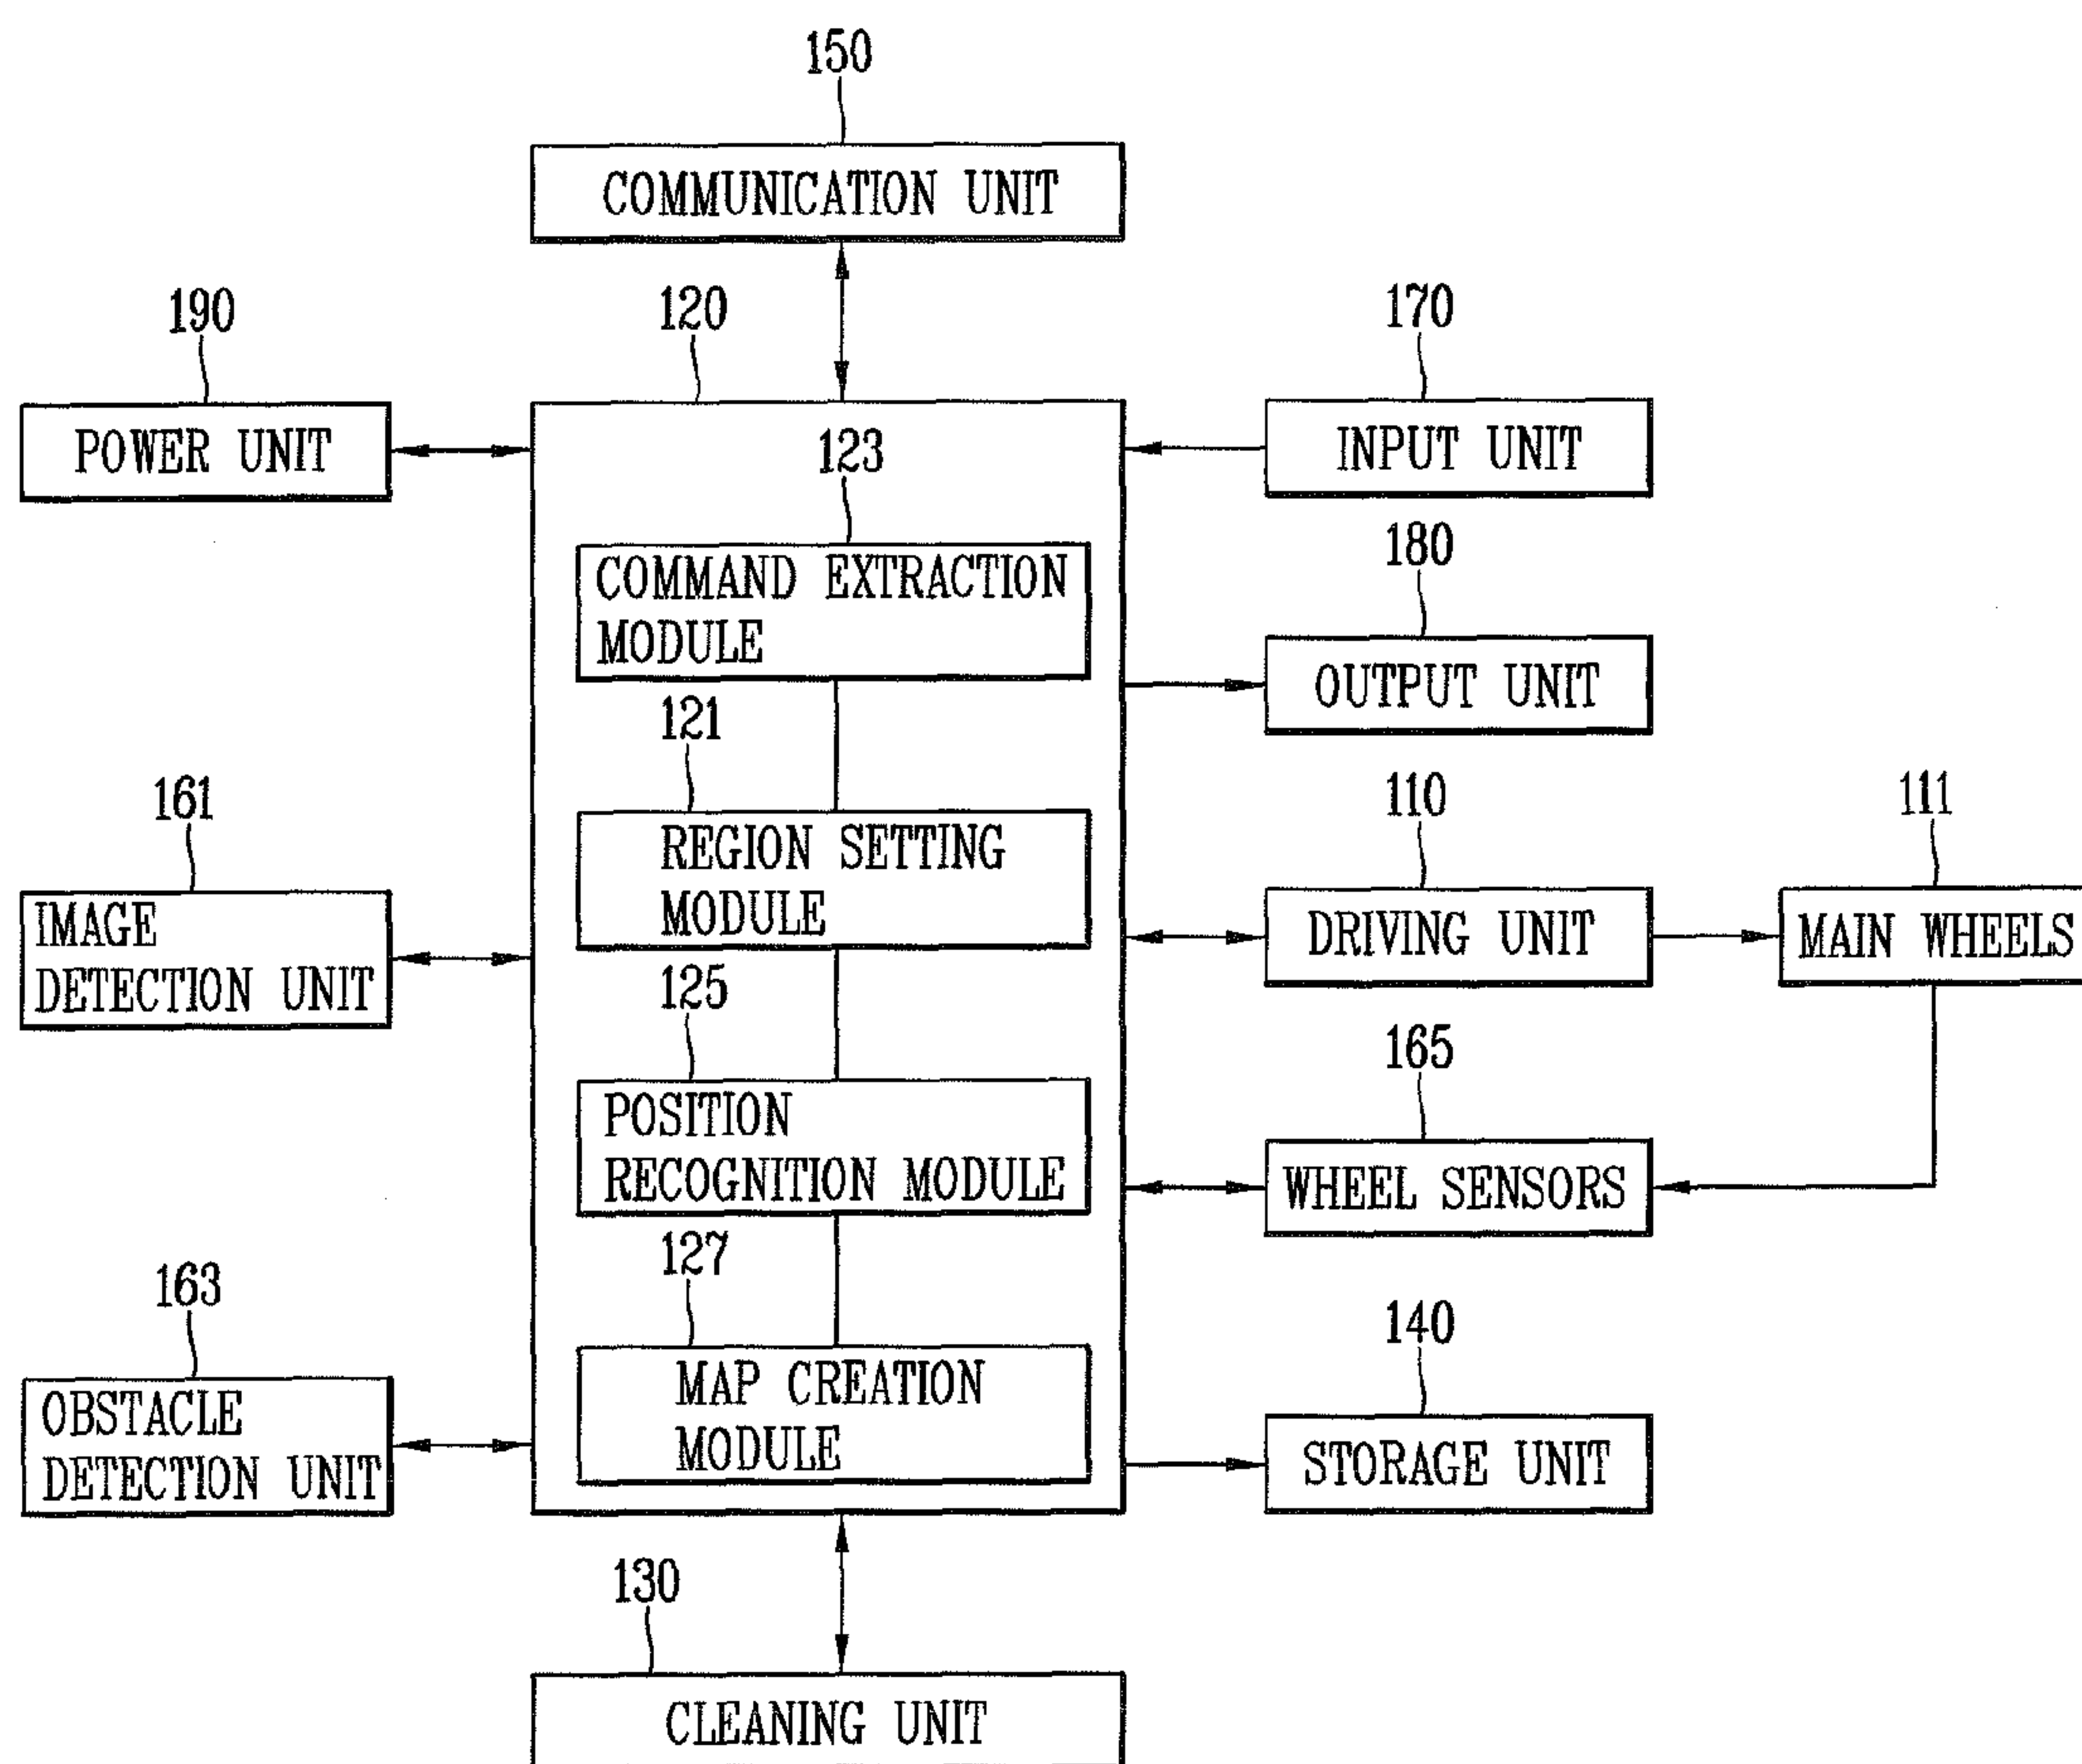 150
COMMUNICATION UNIT
190
120
170
POWER UNIT
123
INPUT UNIT
COMMAND EXTRACTION
MODULE
180
OUTPUT UNIT
121
161
REGION SETTING
MODULE
110
111
IMAGE
DETECTION UNIT
DRIVING UNIT
MAIN WHEELS
125
165
POSITION
RECOGNITION MODULE
WHEEL SENSORS
127
163
140
OBSTACLE
DETECTION UNIT
MAP CREATION
MODULE
STORAGE UNIT
130
CLEANING UNIT